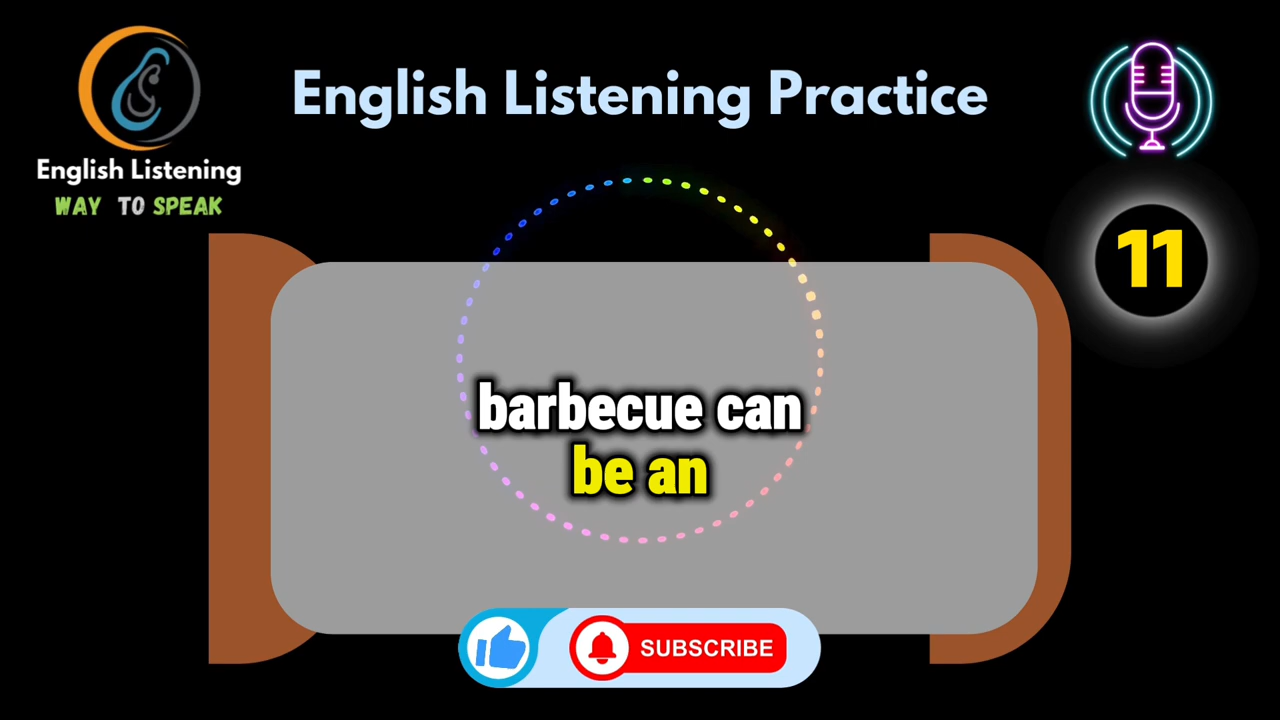 English Listening Practice
English Listening
WAY TO SPEAK
11
barbecue can
be an
SUBSCRIBE